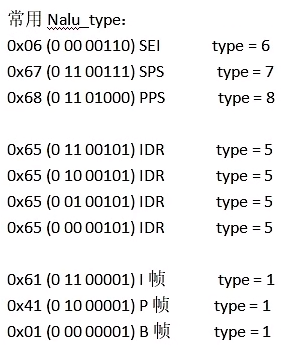 常用 Nalu_type：
0x06 (0 00 00110) SEI type = 6
0x67 (0 11 00111) SPS type = 7
0x68 (0 11 01000) PPS type = 8
0x65 (0 11 00101) IDR type = 5
0x65 (0 10 00101) IDR type = 5
0x65 (0 01 00101) IDR type = 5
0x65 (0 00 00101) IDR type = 5
0x61 (0 11 00001) I 帧 type = 1
0x41 (0 10 00001) P 帧 type = 1
0x01 (0 00 00001) B 帧 type = 1